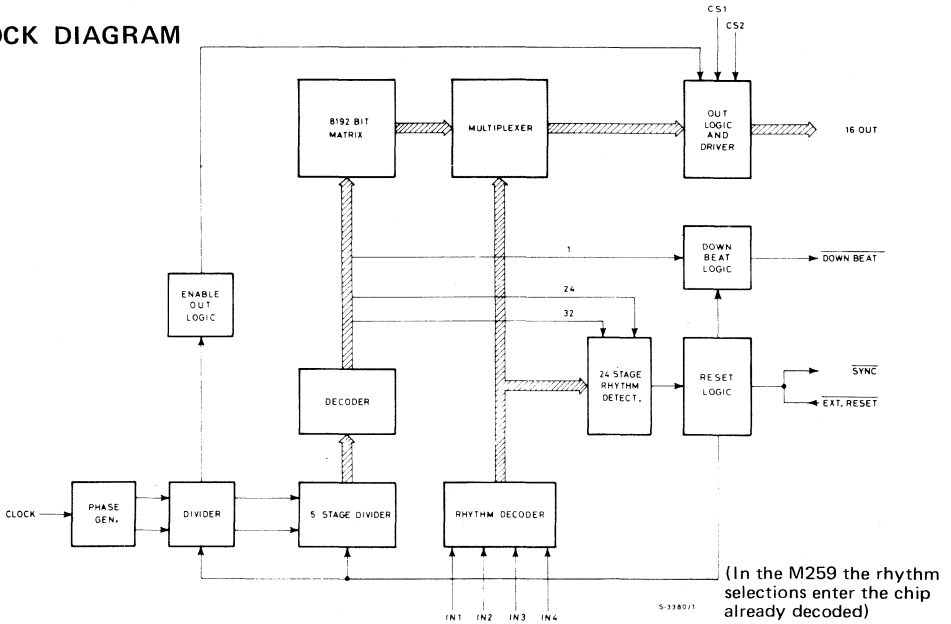 OCK DIAGRAM
CS1
CS2
8192 BIT
MATRIX
MULTIPLEXER
OUT
LOGIC
AND
DRIVER
16 OUT
1
DOWN
BEAT
LOGIC
DOWN BEAT
ENABLE
OUT
LOGIC
24
32
24 STAGE
RHYTHM
DETECT.
RESET
LOGIC
SYNC
EXT. RESET
DECODER
CLOCK
PHASE
GEN.
DIVIDER
5 STAGE DIVIDER
RHYTHM DECODER
IN1 IN2 IN3 IN4
S-3380/1
(In the M259 the rhythm
selections enter the chip
already decoded)